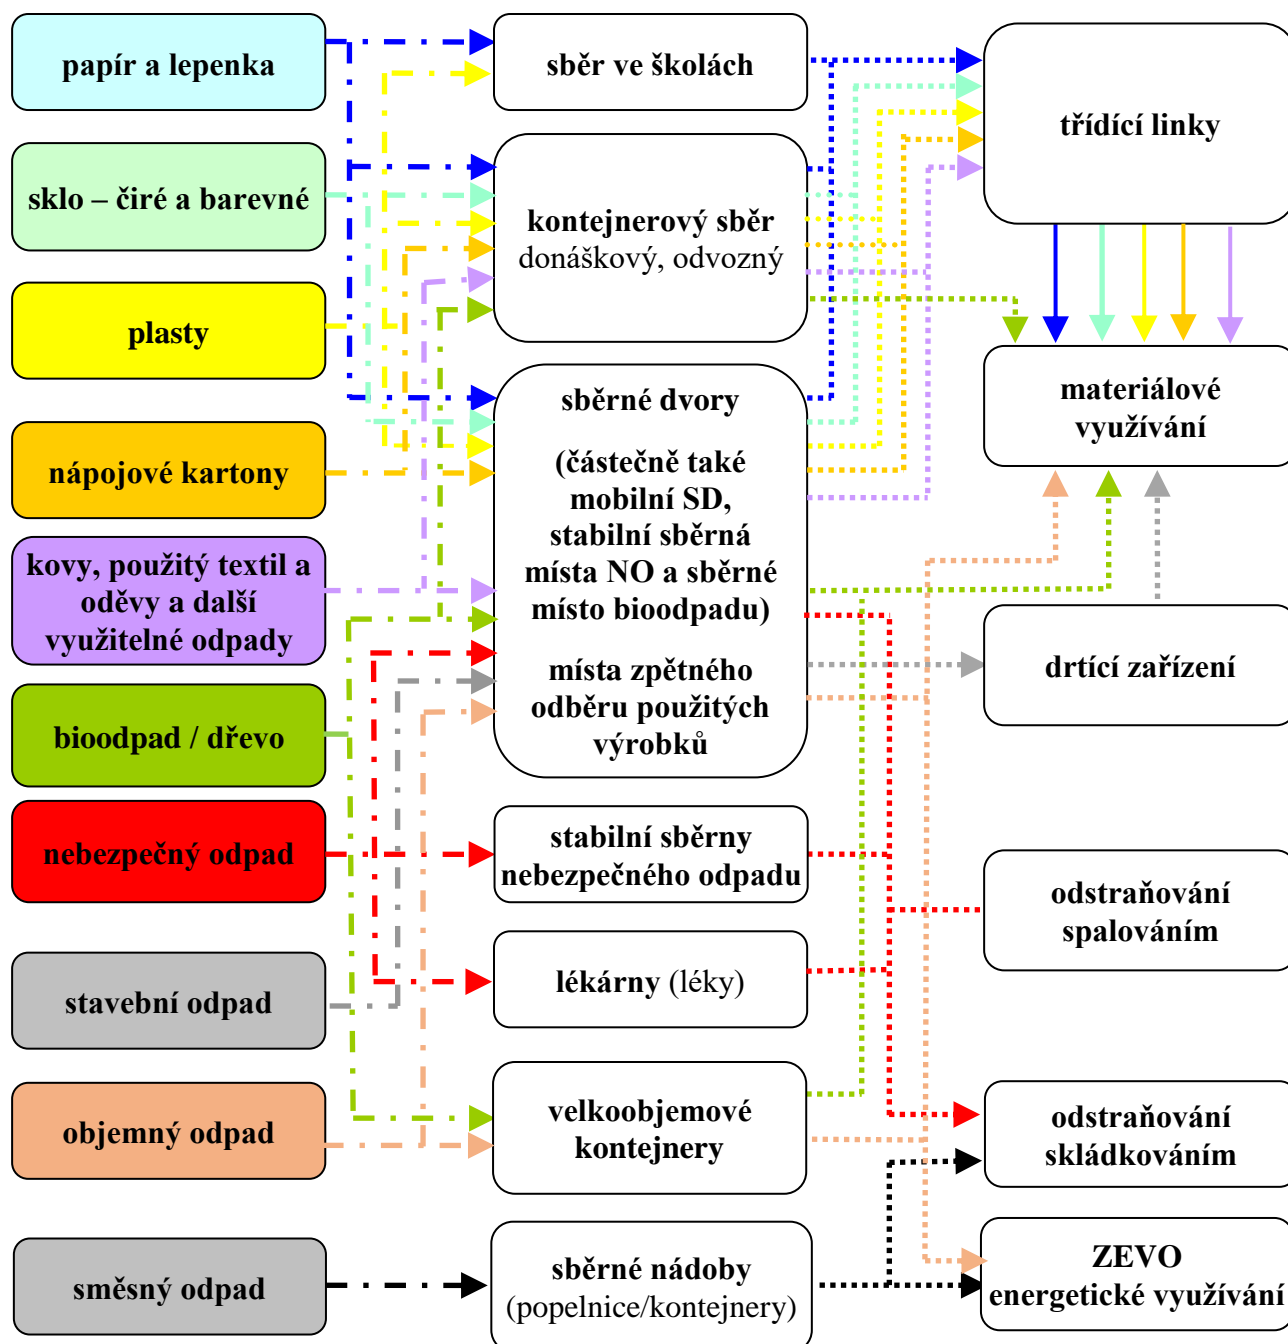 papír a lepenka
sklo – čiré a barevné
plasty
nápojové kartony
kovy, použitý textil a
oděvy a další
využitelné odpady
bioodpad / dřevo
nebezpečný odpad
stavební odpad
objemný odpad
směsný odpad
sběr ve školách
kontejnerový sběr
donáškový, odvozný
sběrné dvory
(částečně také
mobilní SD,
stabilní sběrná
místa NO a sběrné
místo bioodpadu)
místa zpětného
odběru použitých
výrobků
stabilní sběrny
nebezpečného odpadu
lékárny (léky)
velkoobjemové
kontejnery
sběrné nádoby
(popelnice/kontejnery)
třídící linky
materiálové
využívání
drtící zařízení
odstraňování
spalováním
odstraňování
skládkováním
ZEVO
energetické využívání